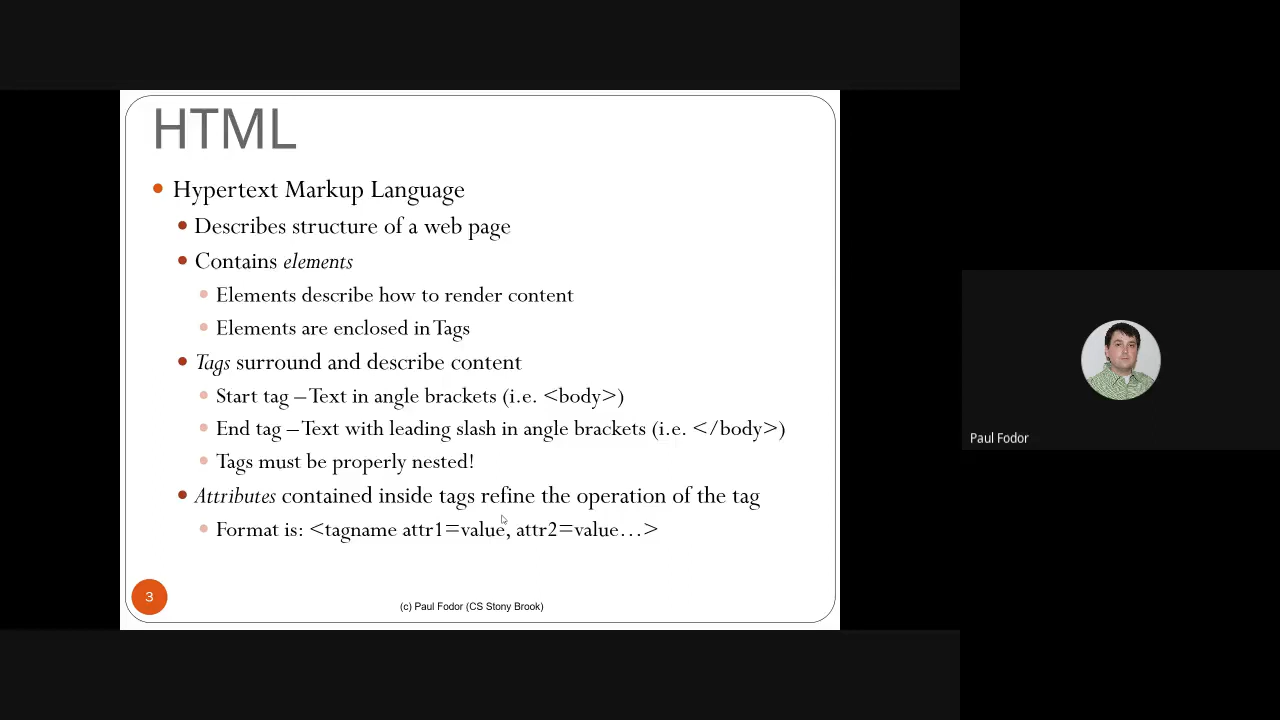 HTML
Hypertext Markup Language
Describes structure of a web page
Contains elements
Elements describe how to render content
Elements are enclosed in Tags
Tags surround and describe content
Start tag – Text in angle brackets (i.e. <body>)
End tag – Text with leading slash in angle brackets (i.e. </body>)
Tags must be properly nested!
Attributes contained inside tags refine the operation of the tag
Format is: <tagname attr1=value, attr2=value…>
3
(c) Paul Fodor (CS Stony Brook)
Paul Fodor